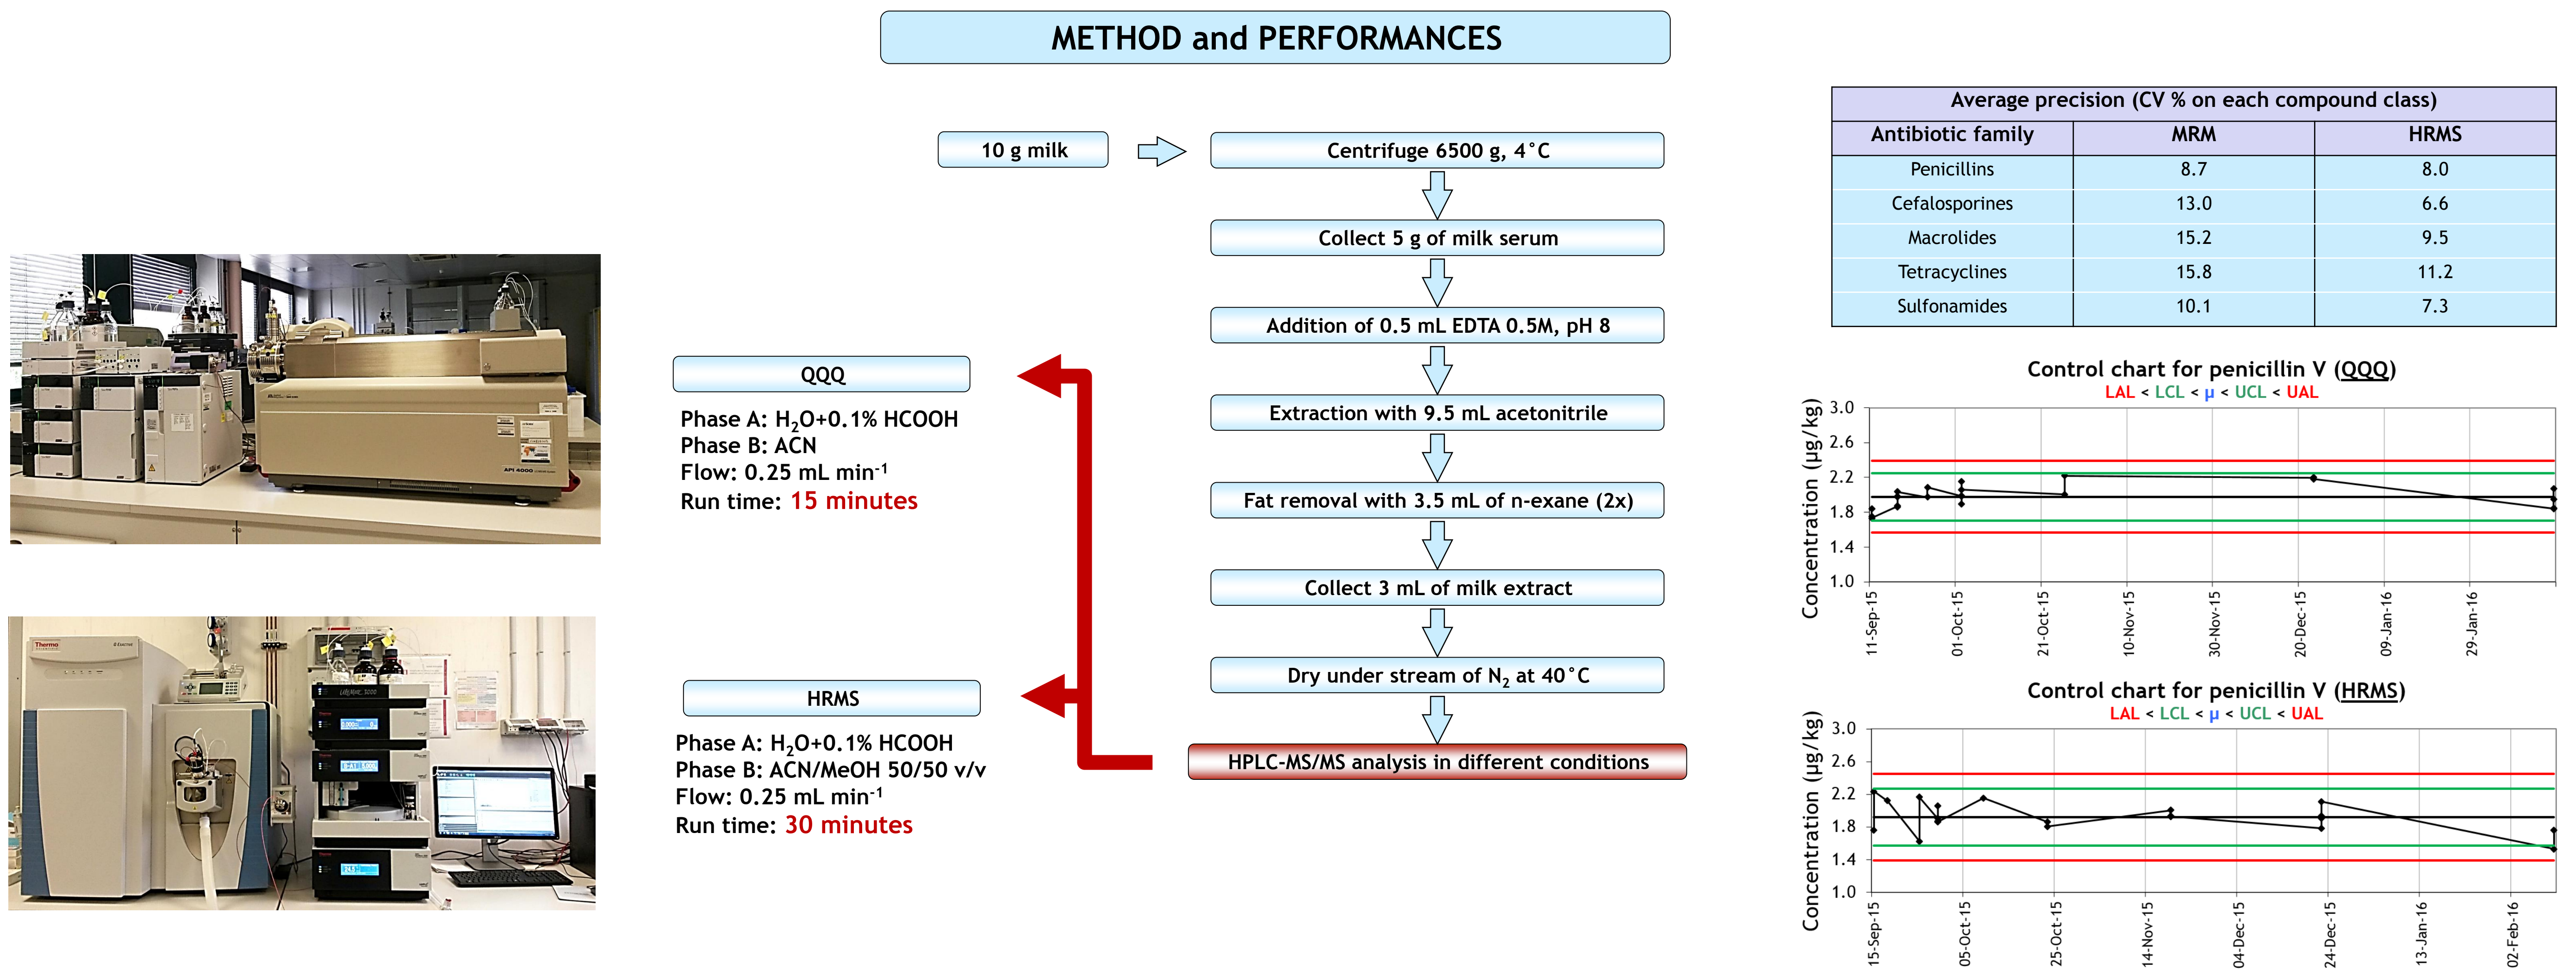 METHOD and PERFORMANCES
10 g milk
Centrifuge 6500 g, 4°C
Collect 5 g of milk serum
Addition of 0.5 mL EDTA 0.5M, pH 8
Extraction with 9.5 mL acetonitrile
Fat removal with 3.5 mL of n-exane (2x)
Collect 3 mL of milk extract
Dry under stream of N₂ at 40°C
HPLC-MS/MS analysis in different conditions
QQQ
Phase A: H₂O+0.1% HCOOH
Phase B: ACN
Flow: 0.25 mL min⁻¹
Run time: 15 minutes
HRMS
Phase A: H₂O+0.1% HCOOH
Phase B: ACN/MeOH 50/50 v/v
Flow: 0.25 mL min⁻¹
Run time: 30 minutes
API 4000
Thermo
Average precision (CV % on each compound class)
Antibiotic family MRM HRMS
Penicillins 8.7 8.0
Cefalosporines 13.0 6.6
Macrolides 15.2 9.5
Tetracyclines 15.8 11.2
Sulfonamides 10.1 7.3
Control chart for penicillin V (QQQ)
LAL < LCL < µ < UCL < UAL
Concentration (µg/kg)
3.0
2.6
2.2
1.8
1.4
1.0
11-Sep-15
01-Oct-15
21-Oct-15
10-Nov-15
30-Nov-15
20-Dec-15
09-Jan-16
29-Jan-16
Control chart for penicillin V (HRMS)
LAL < LCL < µ < UCL < UAL
Concentration (µg/kg)
3.0
2.6
2.2
1.8
1.4
1.0
15-Sep-15
05-Oct-15
25-Oct-15
14-Nov-15
04-Dec-15
24-Dec-15
13-Jan-16
02-Feb-16